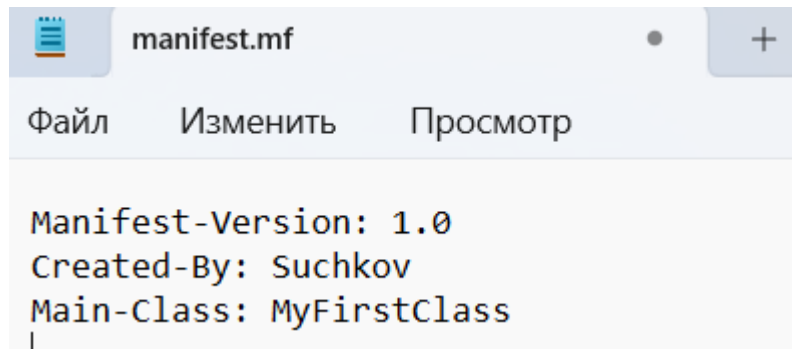 manifest.mf
Файл Изменить Просмотр
Manifest-Version: 1.0
Created-By: Suchkov
Main-Class: MyFirstClass